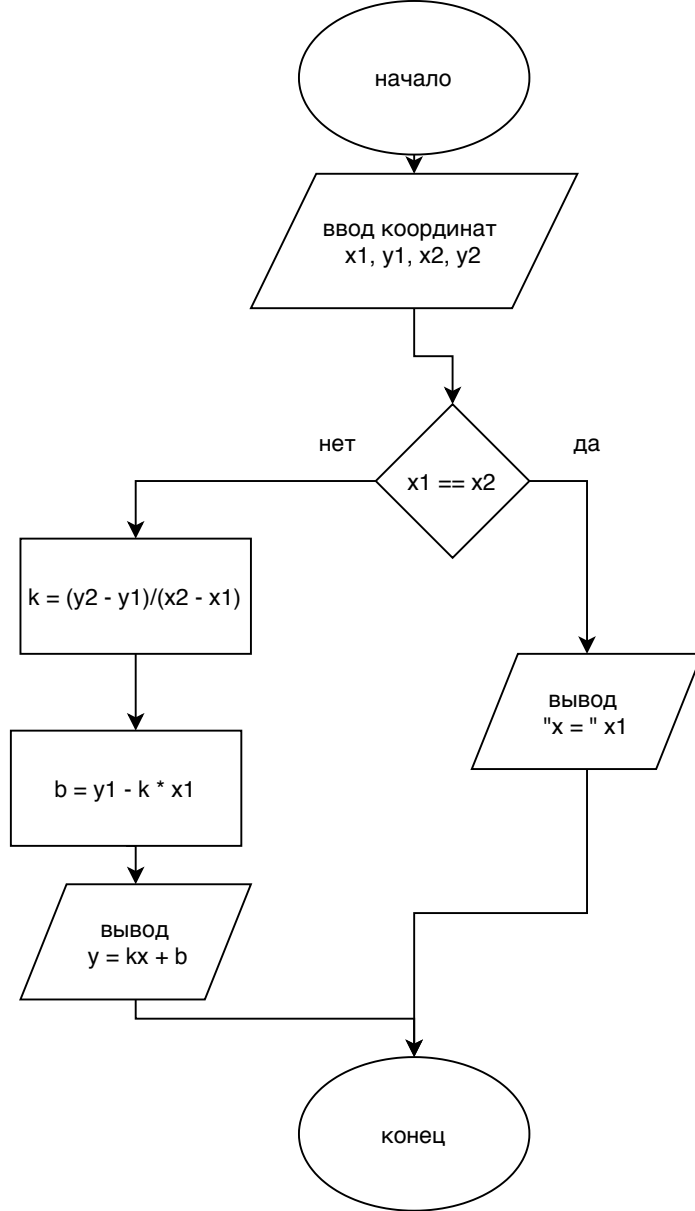 начало
ввод координат
x1, y1, x2, y2
нет
да
x1 == x2
k = (y2 - y1)/(x2 - x1)
вывод
"x = " x1
b = y1 - k * x1
вывод
y = kx + b
конец